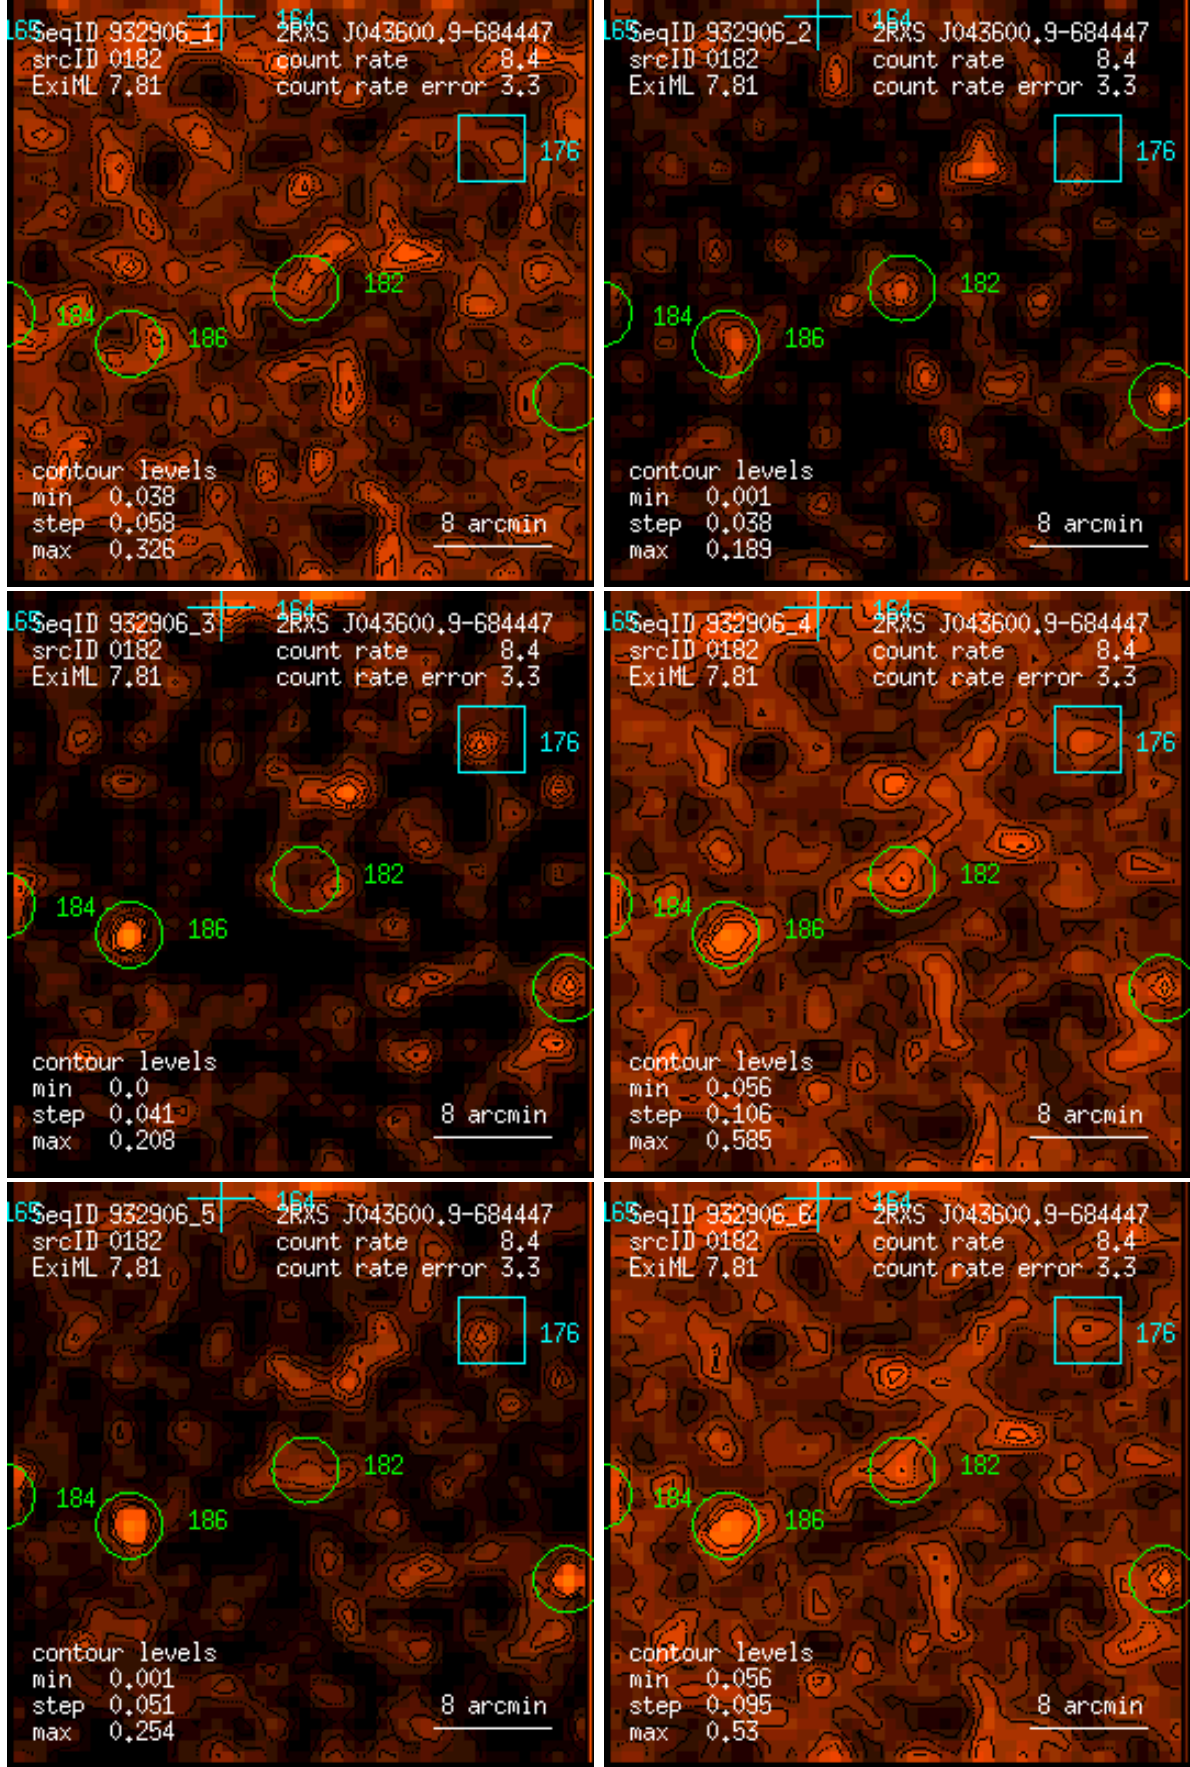 164
165 SeqID 932906_1 2RXS J043600.9-684447
srcID 0182 count rate 8.4
ExiML 7.81 count rate error 3.3
176
182
184
186
contour levels
min 0.038
step 0.058 8 arcmin
max 0.326
164
165 SeqID 932906_2 2RXS J043600.9-684447
srcID 0182 count rate 8.4
ExiML 7.81 count rate error 3.3
176
182
184
186
contour levels
min 0.001
step 0.038 8 arcmin
max 0.189
164
165 SeqID 932906_3 2RXS J043600.9-684447
srcID 0182 count rate 8.4
ExiML 7.81 count rate error 3.3
176
182
184
186
contour levels
min 0.0
step 0.041 8 arcmin
max 0.208
164
165 SeqID 932906_4 2RXS J043600.9-684447
srcID 0182 count rate 8.4
ExiML 7.81 count rate error 3.3
176
182
184
186
contour levels
min 0.056
step 0.106 8 arcmin
max 0.585
164
165 SeqID 932906_5 2RXS J043600.9-684447
srcID 0182 count rate 8.4
ExiML 7.81 count rate error 3.3
176
182
184
186
contour levels
min 0.001
step 0.051 8 arcmin
max 0.254
164
165 SeqID 932906_6 2RXS J043600.9-684447
srcID 0182 count rate 8.4
ExiML 7.81 count rate error 3.3
176
182
184
186
contour levels
min 0.056
step 0.095 8 arcmin
max 0.53